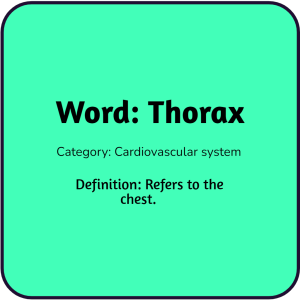 Word: Thorax
Category: Cardiovascular system
Definition: Refers to the
chest.